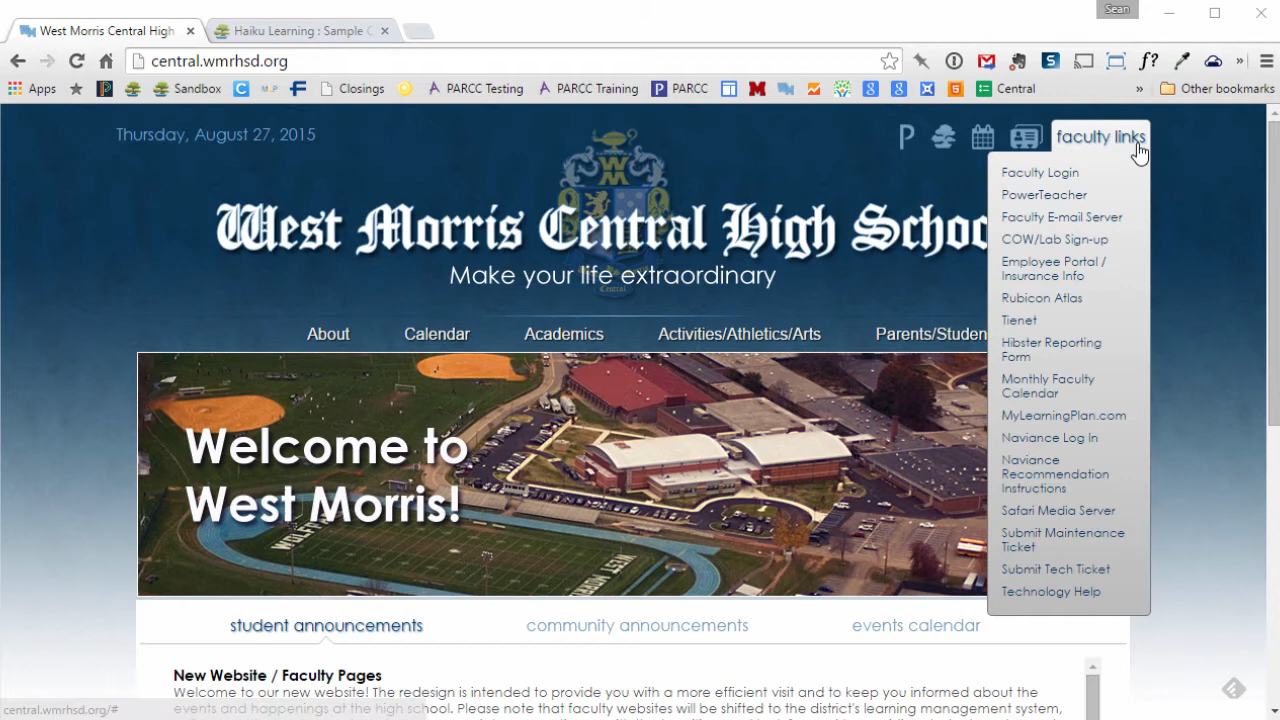 Sean
West Morris Central High
Haiku Learning : Sample C
central.wmrhsd.org
Apps
Sandbox
Closings
PARCC Testing
PARCC Training
PARCC
Central
»
Other bookmarks
Thursday, August 27, 2015
P
faculty links
WM
West Morris Central High Schoo
Make your life extraordinary
About
Calendar
Academics
Activities/Athletics/Arts
Parents/Studen
Faculty Login
PowerTeacher
Faculty E-mail Server
COW/Lab Sign-up
Employee Portal /
Insurance Info
Rubicon Atlas
Tienet
Hibster Reporting
Form
Monthly Faculty
Calendar
MyLearningPlan.com
Naviance Log In
Naviance
Recommendation
Instructions
Safari Media Server
Submit Maintenance
Ticket
Submit Tech Ticket
Technology Help
Welcome to
West Morris!
WEST MORRIS
student announcements
community announcements
events calendar
New Website / Faculty Pages
Welcome to our new website! The redesign is intended to provide you with a more efficient visit and to keep you informed about the
events and happenings at the high school. Please note that faculty websites will be shifted to the district's learning management system,
central.wmrhsd.org/#